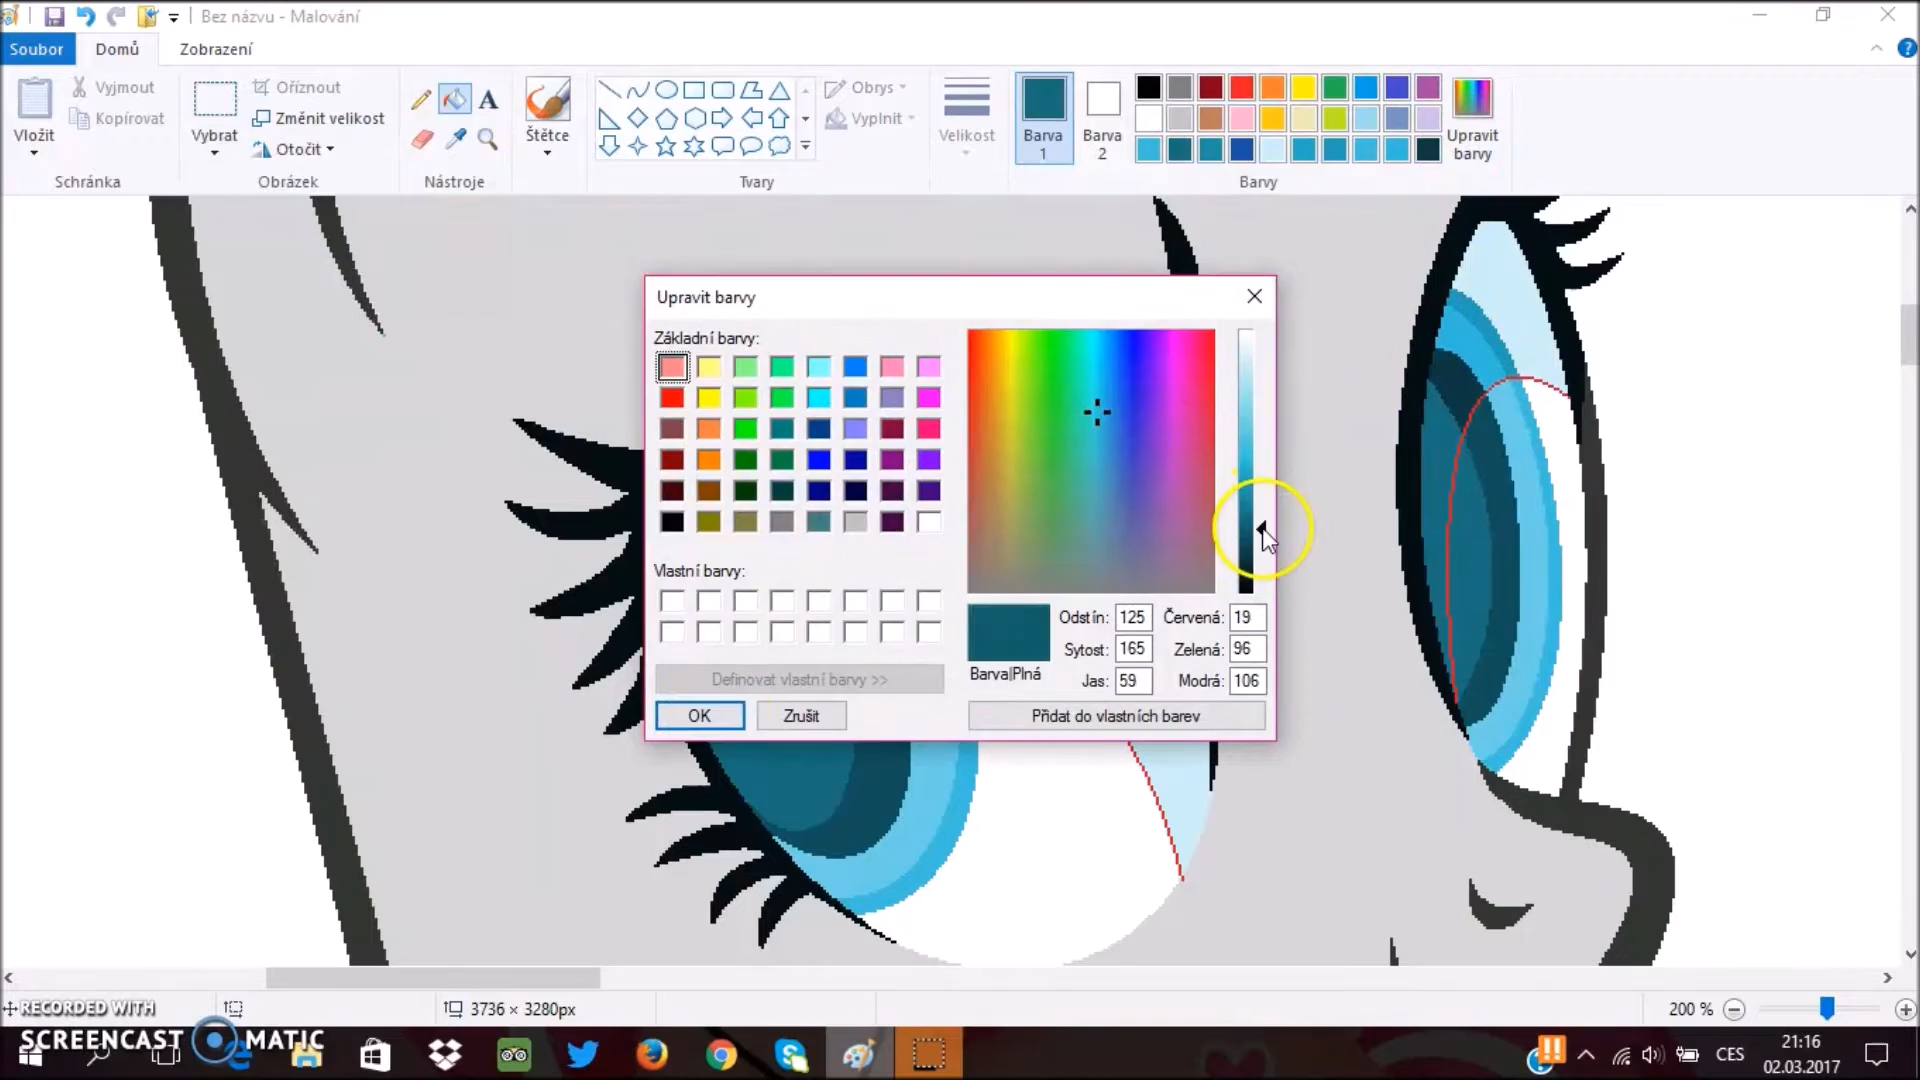 Bez názvu - Malování
Soubor Domů Zobrazení
Vložit
Vyjmout
Kopírovat
Schránka
Vybrat
Oříznout
Změnit velikost
Otočit
Obrázek
A
Nástroje
Štětce
Tvary
Obrys
Vyplnit
Velikost
Barva 1
Barva 2
Barvy
Upravit barvy
Upravit barvy
Základní barvy:
Vlastní barvy:
Definovat vlastní barvy >>
OK Zrušit
Barva|Plná
Odstín: 125 Červená: 19
Sytost: 165 Zelená: 96
Jas: 59 Modrá: 106
Přidat do vlastních barev
3736 × 3280px
200 %
RECORDED WITH
SCREENCAST MATIC
CES
21:16
02.03.2017